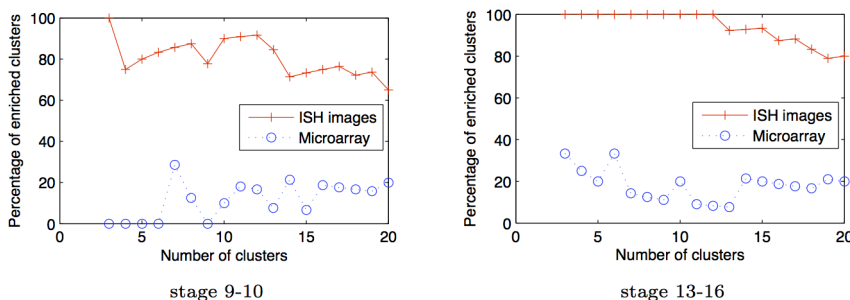 Percentage of enriched clusters
100
80
60
40
20
0
0
5
10
15
20
Number of clusters
ISH images
Microarray
stage 9-10
Percentage of enriched clusters
100
80
60
40
20
0
0
5
10
15
20
Number of clusters
ISH images
Microarray
stage 13-16